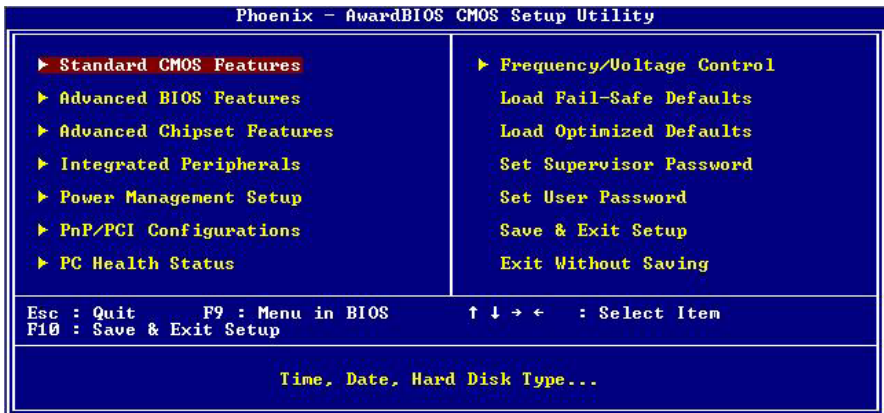 Phoenix - AwardBIOS CMOS Setup Utility
▶ Standard CMOS Features
▶ Advanced BIOS Features
▶ Advanced Chipset Features
▶ Integrated Peripherals
▶ Power Management Setup
▶ PnP/PCI Configurations
▶ PC Health Status
▶ Frequency/Voltage Control
Load Fail-Safe Defaults
Load Optimized Defaults
Set Supervisor Password
Set User Password
Save & Exit Setup
Exit Without Saving
Esc : Quit F9 : Menu in BIOS ↑ ↓ → ← : Select Item
F10 : Save & Exit Setup
Time, Date, Hard Disk Type...